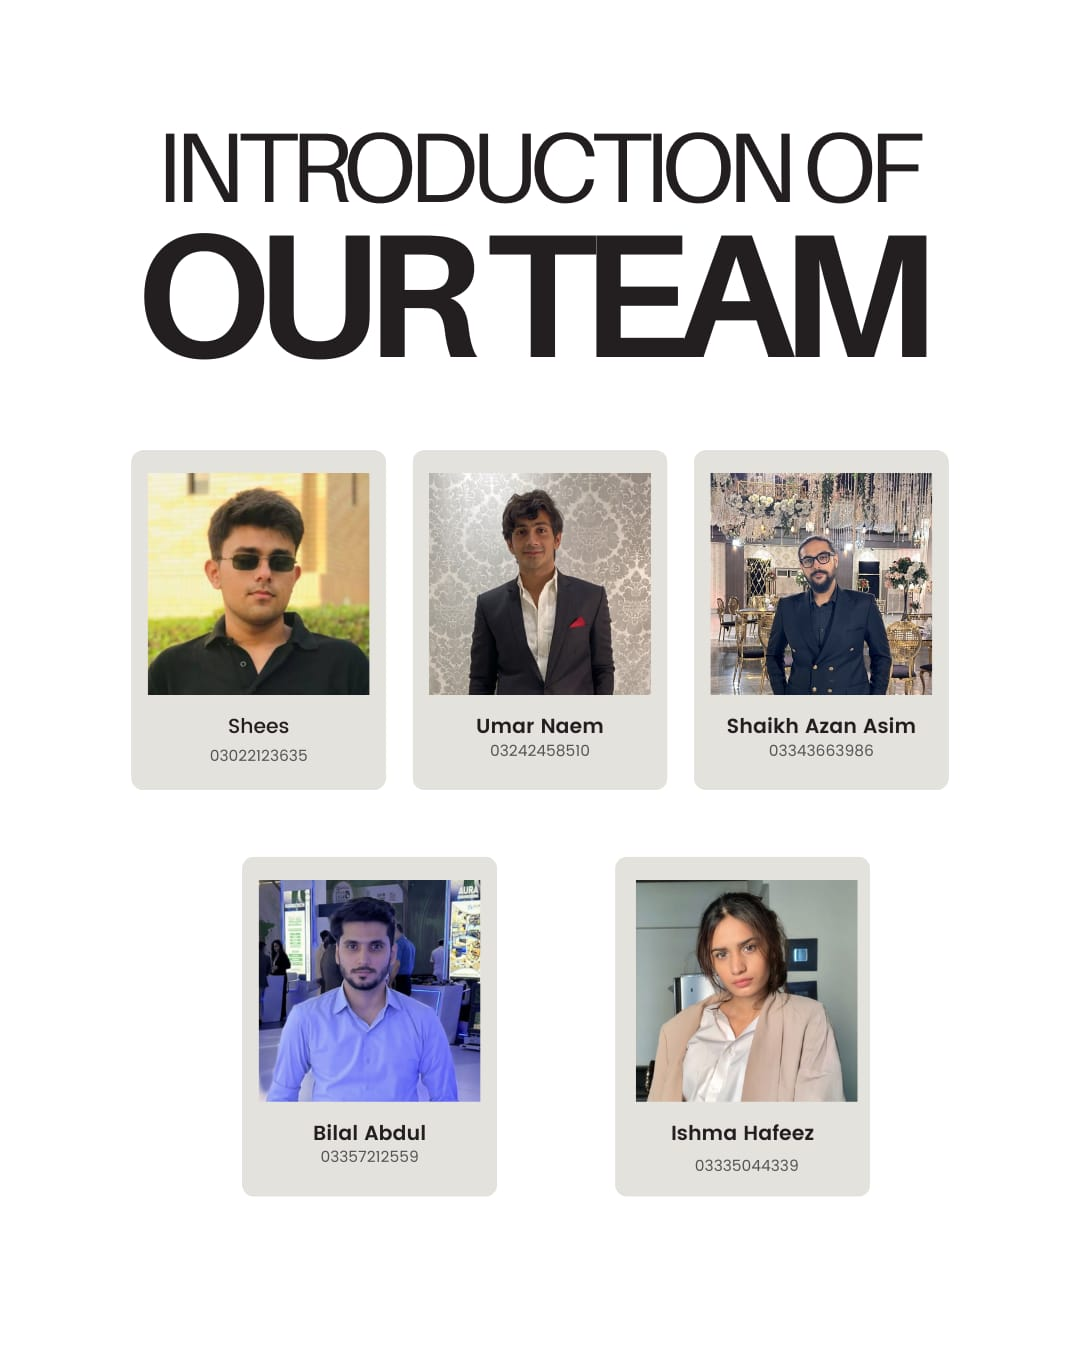 INTRODUCTION OF
OUR TEAM
Shees
03022123635
Umar Naem
03242458510
Shaikh Azan Asim
03343663986
AURA
Bilal Abdul
03357212559
Ishma Hafeez
03335044339